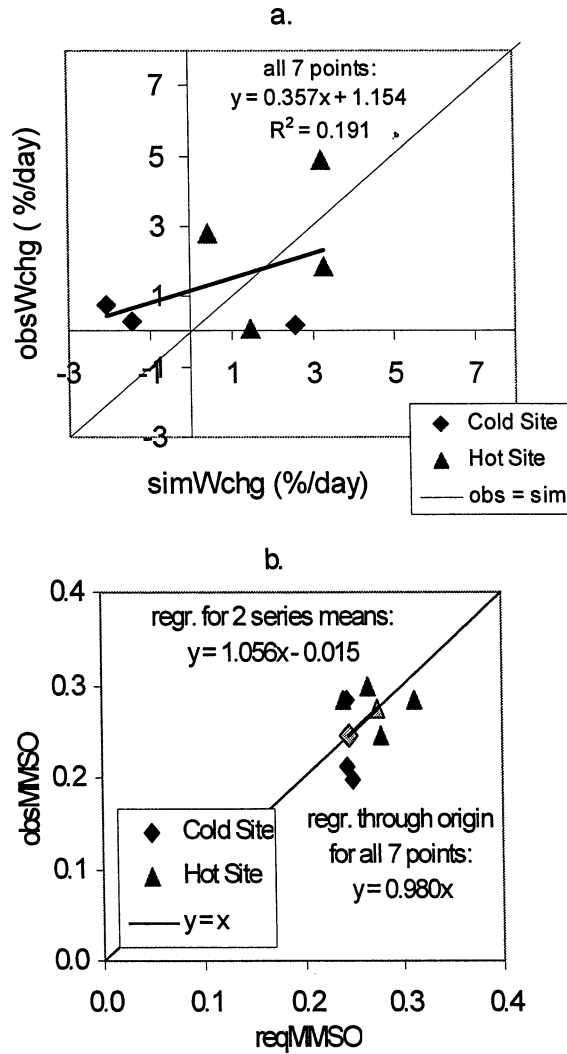 a.
all 7 points:
y = 0.357x + 1.154
R² = 0.191
obsWchg ( %/day)
7
5
3
1
-1
-3
-3 -1 1 3 5 7
simWchg (%/day)
Cold Site
Hot Site
obs = sim
b.
regr. for 2 series means:
y = 1.056x - 0.015
obsMMSO
0.4
0.3
0.2
0.1
0.0
Cold Site
Hot Site
y = x
regr. through origin
for all 7 points:
y = 0.980x
0.0 0.1 0.2 0.3 0.4
reqMMSO